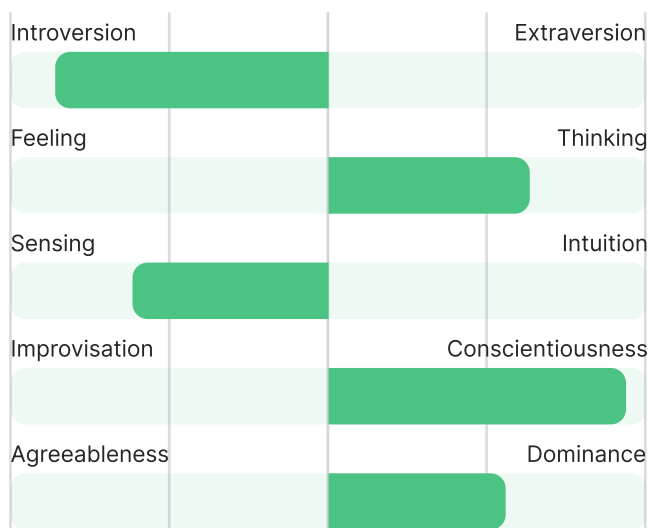 Introversion Extraversion
Feeling Thinking
Sensing Intuition
Improvisation Conscientiousness
Agreeableness Dominance